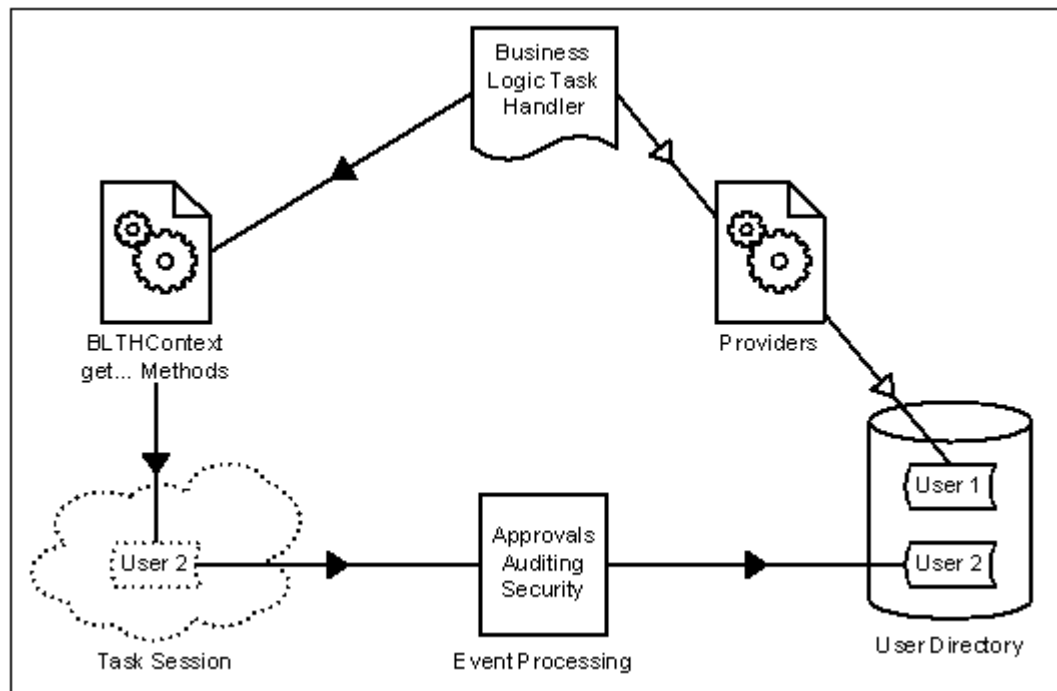 Business
Logic Task
Handler
BLTHContext
get... Methods
Providers
User 1
User 2
Approvals
Auditing
Security
User 2
Task Session
Event Processing
User Directory